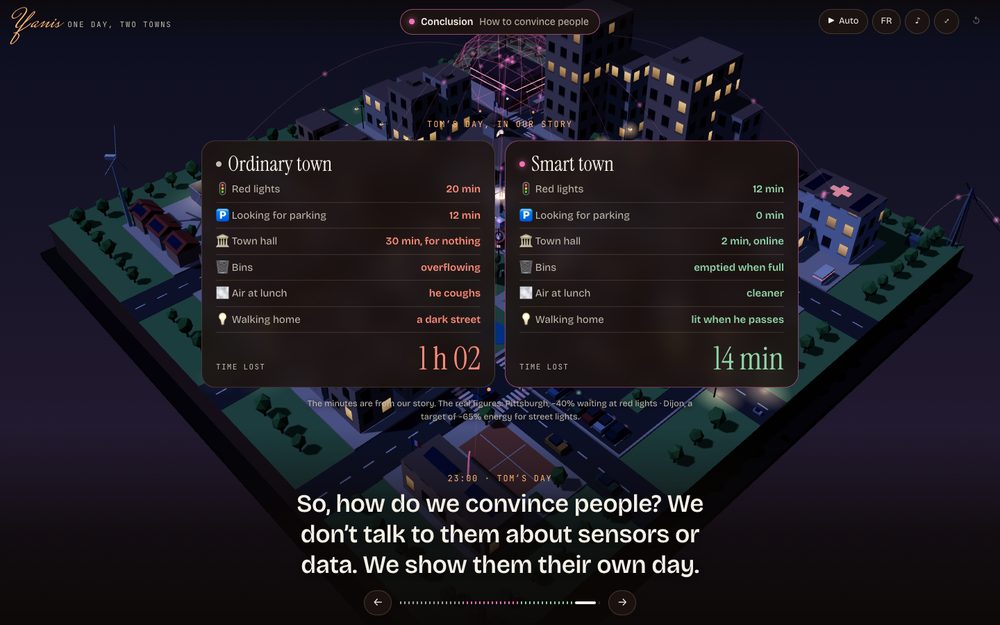 Yanis ONE DAY, TWO TOWNS
Conclusion How to convince people
Auto
FR
TOM'S DAY, IN OUR STORY
Ordinary town
Red lights 20 min
P Looking for parking 12 min
Town hall 30 min, for nothing
Bins overflowing
Air at lunch he coughs
Walking home a dark street
TIME LOST 1 h 02
Smart town
Red lights 12 min
P Looking for parking 0 min
Town hall 2 min, online
Bins emptied when full
Air at lunch cleaner
Walking home lit when he passes
TIME LOST 14 min
The minutes are from our story. The real figures: Pittsburgh, −40% waiting at red lights · Dijon, a
target of −65% energy for street lights.
23:00 · TOM'S DAY
So, how do we convince people? We
don't talk to them about sensors or
data. We show them their own day.